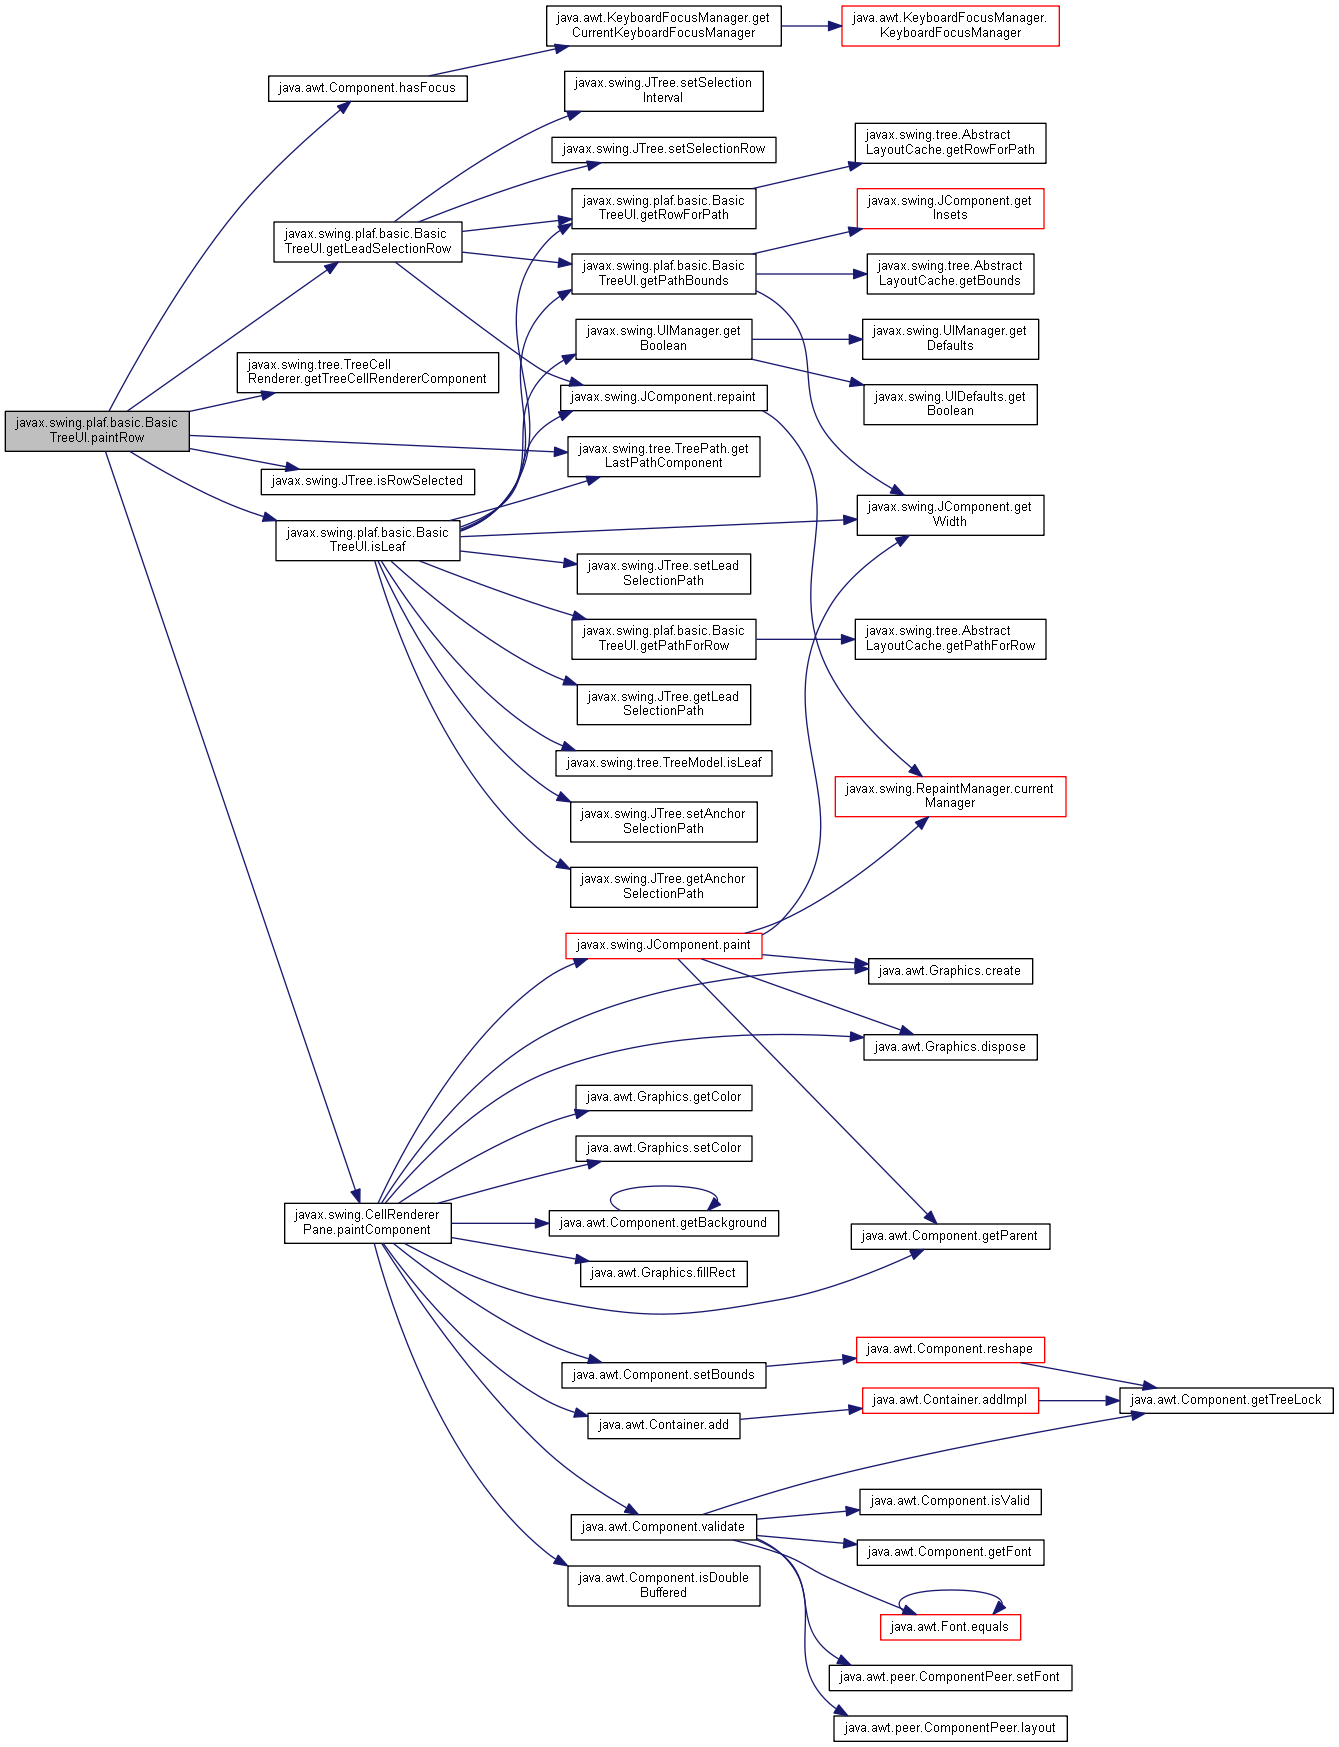 java.awt.KeyboardFocusManager.get
CurrentKeyboardFocusManager
java.awt.KeyboardFocusManager.
KeyboardFocusManager
java.awt.Component.hasFocus
javax.swing.JTree.setSelection
Interval
javax.swing.JTree.setSelectionRow
javax.swing.tree.Abstract
LayoutCache.getRowForPath
javax.swing.plaf.basic.Basic
TreeUI.getRowForPath
javax.swing.JComponent.get
Insets
javax.swing.plaf.basic.Basic
TreeUI.getLeadSelectionRow
javax.swing.plaf.basic.Basic
TreeUI.getPathBounds
javax.swing.tree.Abstract
LayoutCache.getBounds
javax.swing.UIManager.get
Boolean
javax.swing.UIManager.get
Defaults
javax.swing.tree.TreeCell
Renderer.getTreeCellRendererComponent
javax.swing.JComponent.repaint
javax.swing.UIDefaults.get
Boolean
javax.swing.plaf.basic.Basic
TreeUI.paintRow
javax.swing.tree.TreePath.get
LastPathComponent
javax.swing.JTree.isRowSelected
javax.swing.JComponent.get
Width
javax.swing.plaf.basic.Basic
TreeUI.isLeaf
javax.swing.JTree.setLead
SelectionPath
javax.swing.plaf.basic.Basic
TreeUI.getPathForRow
javax.swing.tree.Abstract
LayoutCache.getPathForRow
javax.swing.JTree.getLead
SelectionPath
javax.swing.tree.TreeModel.isLeaf
javax.swing.RepaintManager.current
Manager
javax.swing.JTree.setAnchor
SelectionPath
javax.swing.JTree.getAnchor
SelectionPath
javax.swing.JComponent.paint
java.awt.Graphics.create
java.awt.Graphics.dispose
java.awt.Graphics.getColor
java.awt.Graphics.setColor
javax.swing.CellRenderer
Pane.paintComponent
java.awt.Component.getBackground
java.awt.Component.getParent
java.awt.Graphics.fillRect
java.awt.Component.reshape
java.awt.Component.setBounds
java.awt.Container.addImpl
java.awt.Component.getTreeLock
java.awt.Container.add
java.awt.Component.isValid
java.awt.Component.validate
java.awt.Component.getFont
java.awt.Component.isDouble
Buffered
java.awt.Font.equals
java.awt.peer.ComponentPeer.setFont
java.awt.peer.ComponentPeer.layout